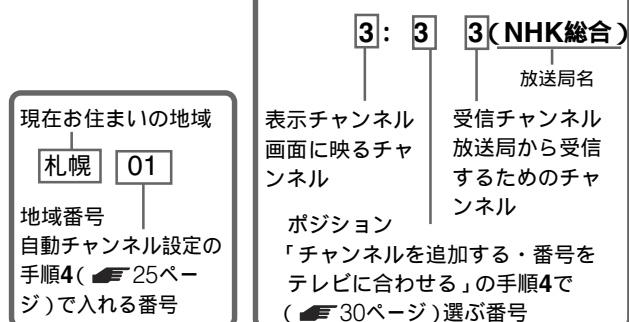 現在お住まいの地域
札幌 01
地域番号
自動チャンネル設定の
手順4(☛25ペー
ジ)で入れる番号
3: 3 3(NHK総合)
放送局名
表示チャンネル
画面に映るチャ
ンネル
受信チャンネル
放送局から受信
するためのチャ
ンネル
ポジション
「チャンネルを追加する・番号を
テレビに合わせる」の手順4で
(☛30ページ)選ぶ番号